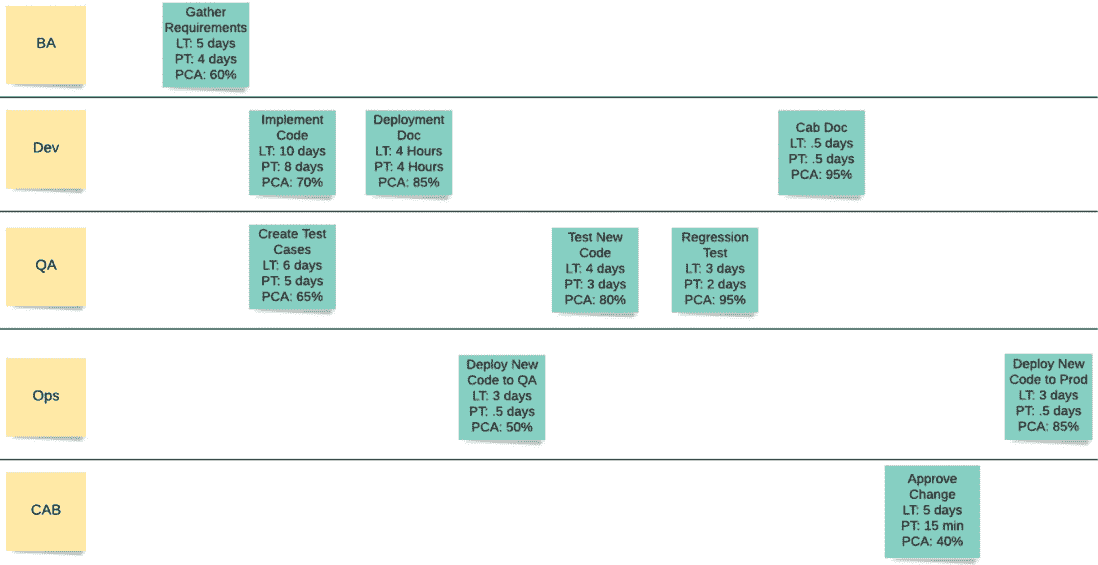 BA
Gather
Requirements
LT: 5 days
PT: 4 days
PCA: 60%
Dev
Implement
Code
LT: 10 days
PT: 8 days
PCA: 70%
Deployment
Doc
LT: 4 Hours
PT: 4 Hours
PCA: 85%
Cab Doc
LT: .5 days
PT: .5 days
PCA: 95%
QA
Create Test
Cases
LT: 6 days
PT: 5 days
PCA: 65%
Test New
Code
LT: 4 days
PT: 3 days
PCA: 80%
Regression
Test
LT: 3 days
PT: 2 days
PCA: 95%
Ops
Deploy New
Code to QA
LT: 3 days
PT: .5 days
PCA: 50%
Deploy New
Code to Prod
LT: 3 days
PT: .5 days
PCA: 85%
CAB
Approve
Change
LT: 5 days
PT: 15 min
PCA: 40%